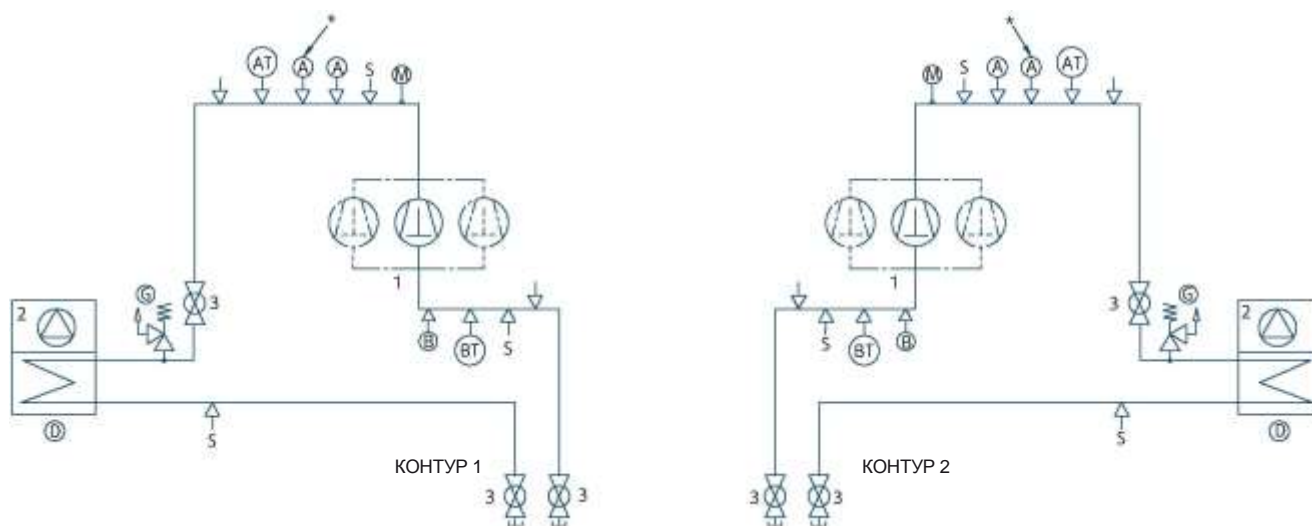 * *
AT A A S M M S A A AT
1 1
2 G 3 3 G 2
B BT S S BT B
D S S D
КОНТУР 1 КОНТУР 2
3 3 3 3